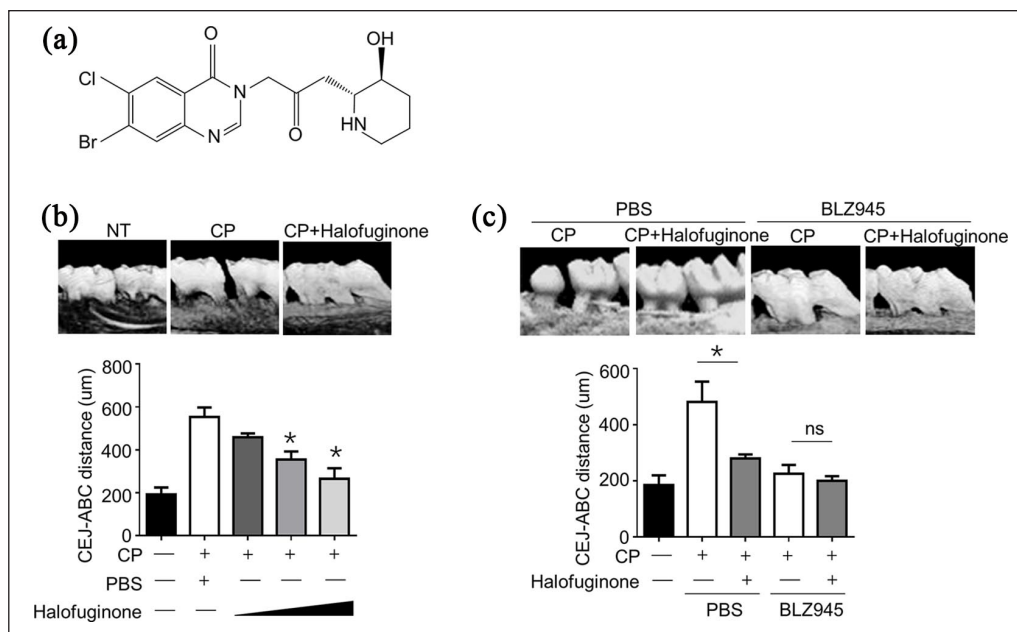 (a)
O
OH
Cl
N
Br
N
O
HN
(b)
NT CP CP+Halofuginone
CEJ-ABC distance (um)
800
600
400
200
0
* *
CP — + + + +
PBS — + — — —
Halofuginone — —
(c)
PBS BLZ945
CP CP+Halofuginone CP CP+Halofuginone
CEJ-ABC distance (um)
600
400
200
0
*
ns
CP — + + + +
Halofuginone — — + — +
PBS BLZ945